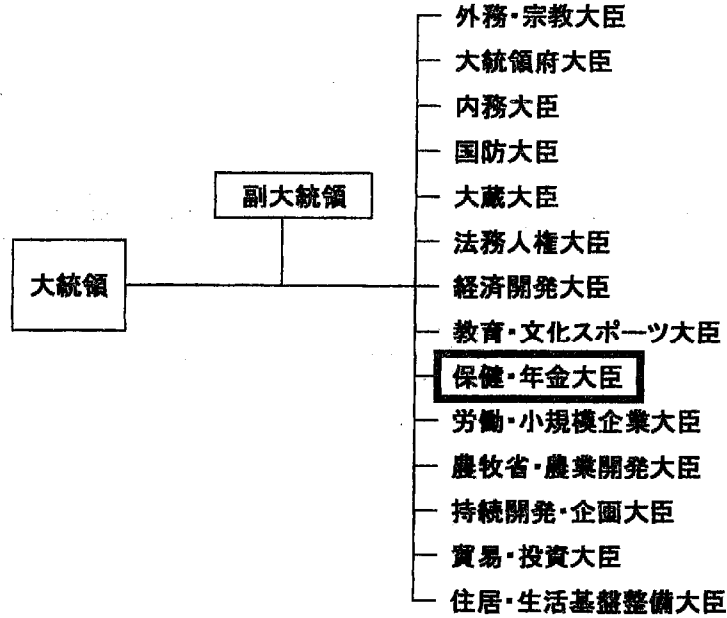 大統領
副大統領
外務・宗教大臣
大統領府大臣
内務大臣
国防大臣
大蔵大臣
法務人権大臣
経済開発大臣
教育・文化スポーツ大臣
保健・年金大臣
労働・小規模企業大臣
農牧省・農業開発大臣
持続開発・企画大臣
貿易・投資大臣
住居・生活基盤整備大臣